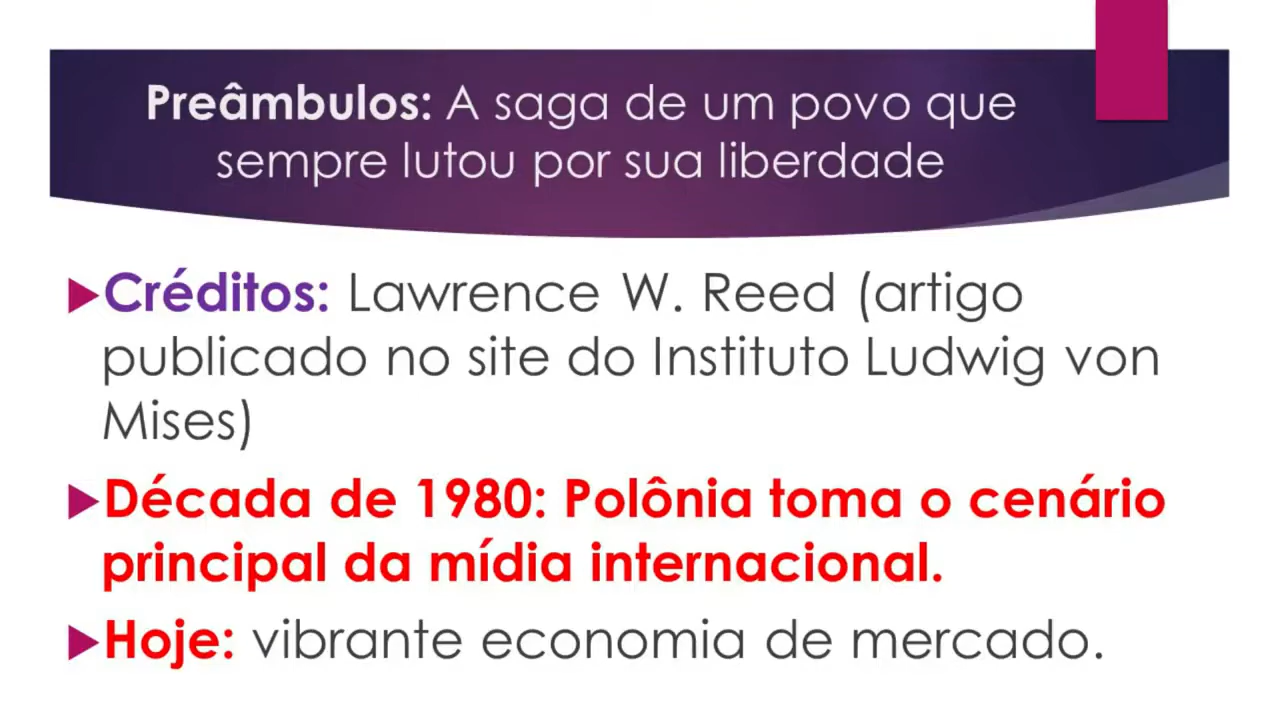 Preâmbulos: A saga de um povo que
sempre lutou por sua liberdade
Créditos: Lawrence W. Reed (artigo
publicado no site do Instituto Ludwig von
Mises)
Década de 1980: Polônia toma o cenário
principal da mídia internacional.
Hoje: vibrante economia de mercado.